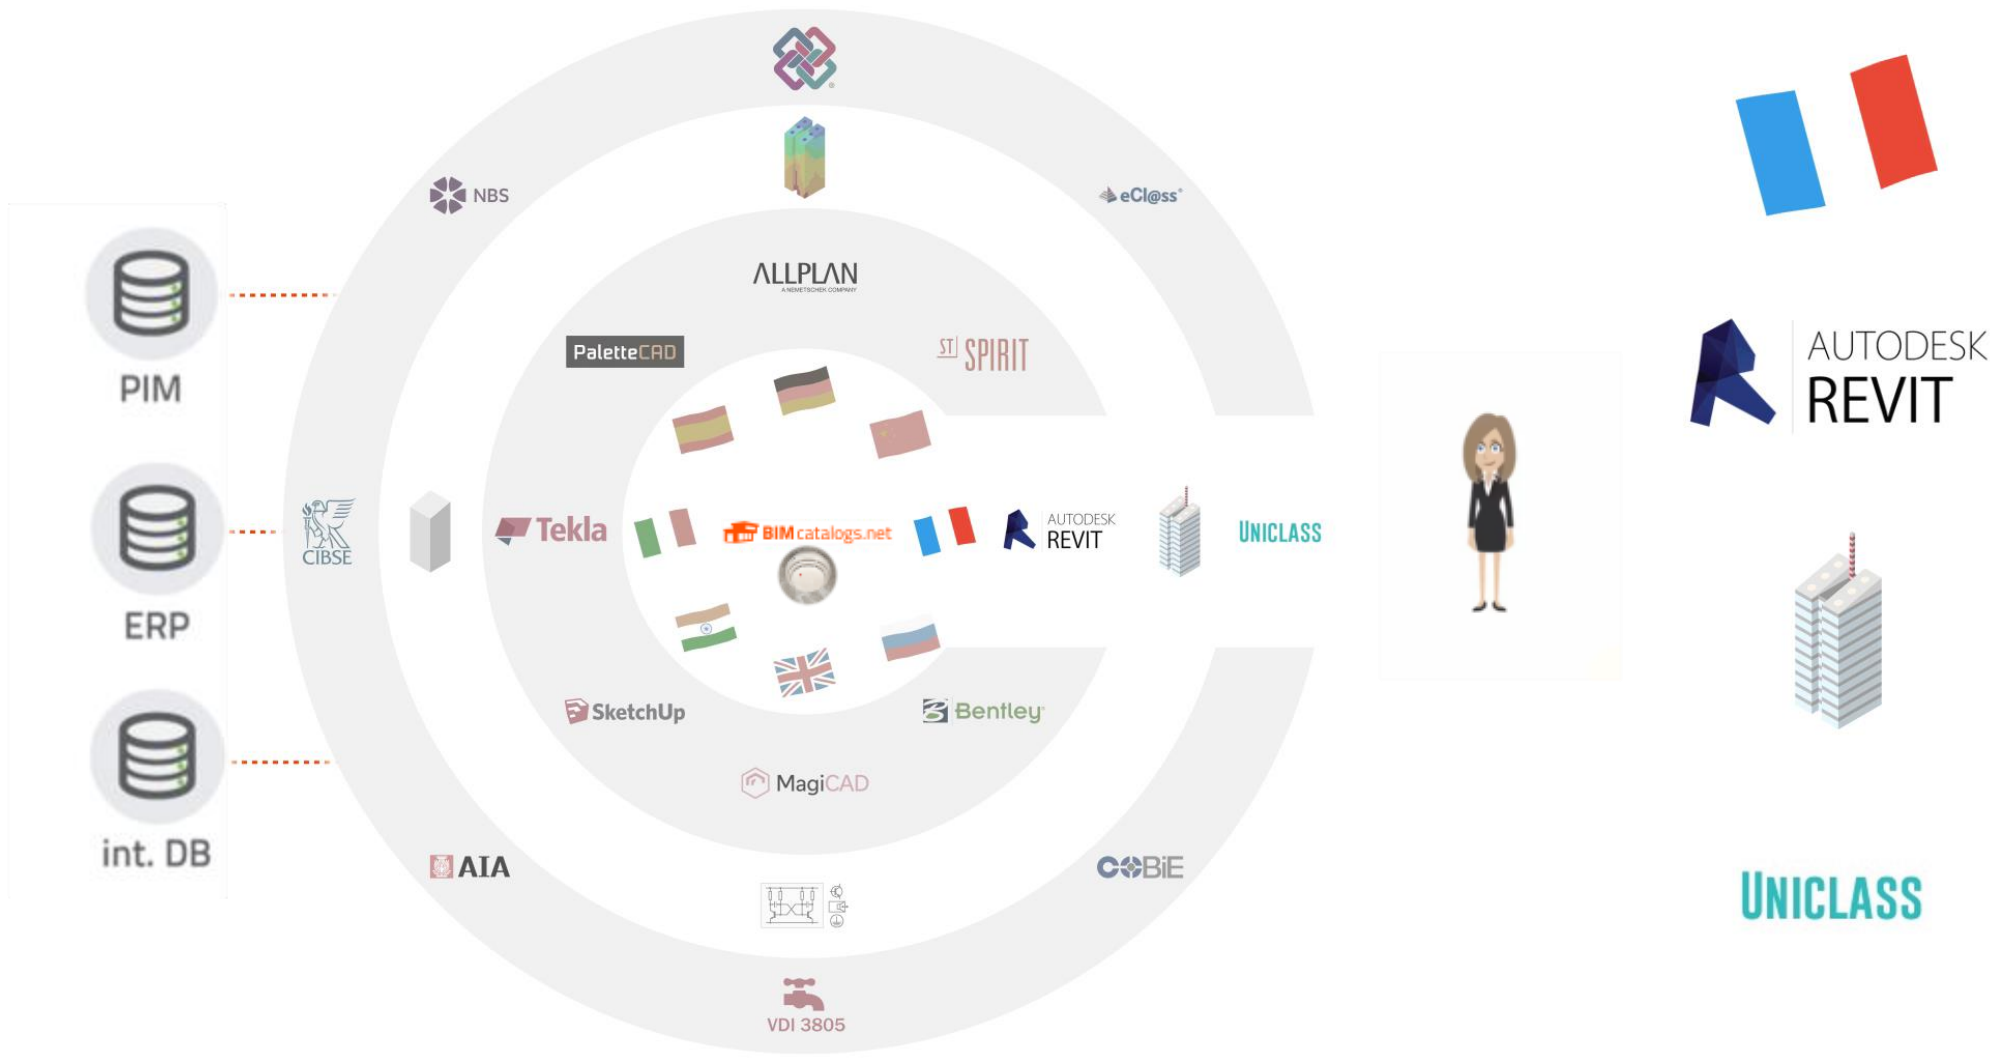 NBS
eCl@ss®
PIM
ALLPLAN
A NEMETSCHEK COMPANY
PaletteCAD
ST SPIRIT
AUTODESK
REVIT
CIBSE
Tekla
BIMcatalogs.net
AUTODESK
REVIT
UNICLASS
ERP
SketchUp
Bentley®
MagiCAD
int. DB
AIA
COBiE
UNICLASS
VDI 3805